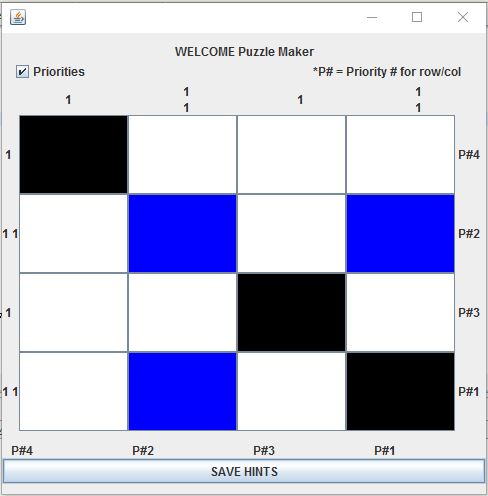 WELCOME Puzzle Maker
Priorities
*P# = Priority # for row/col
1 1 1 1
1 1
1 P#4
1 1 P#2
1 P#3
1 1 P#1
P#4 P#2 P#3 P#1
SAVE HINTS